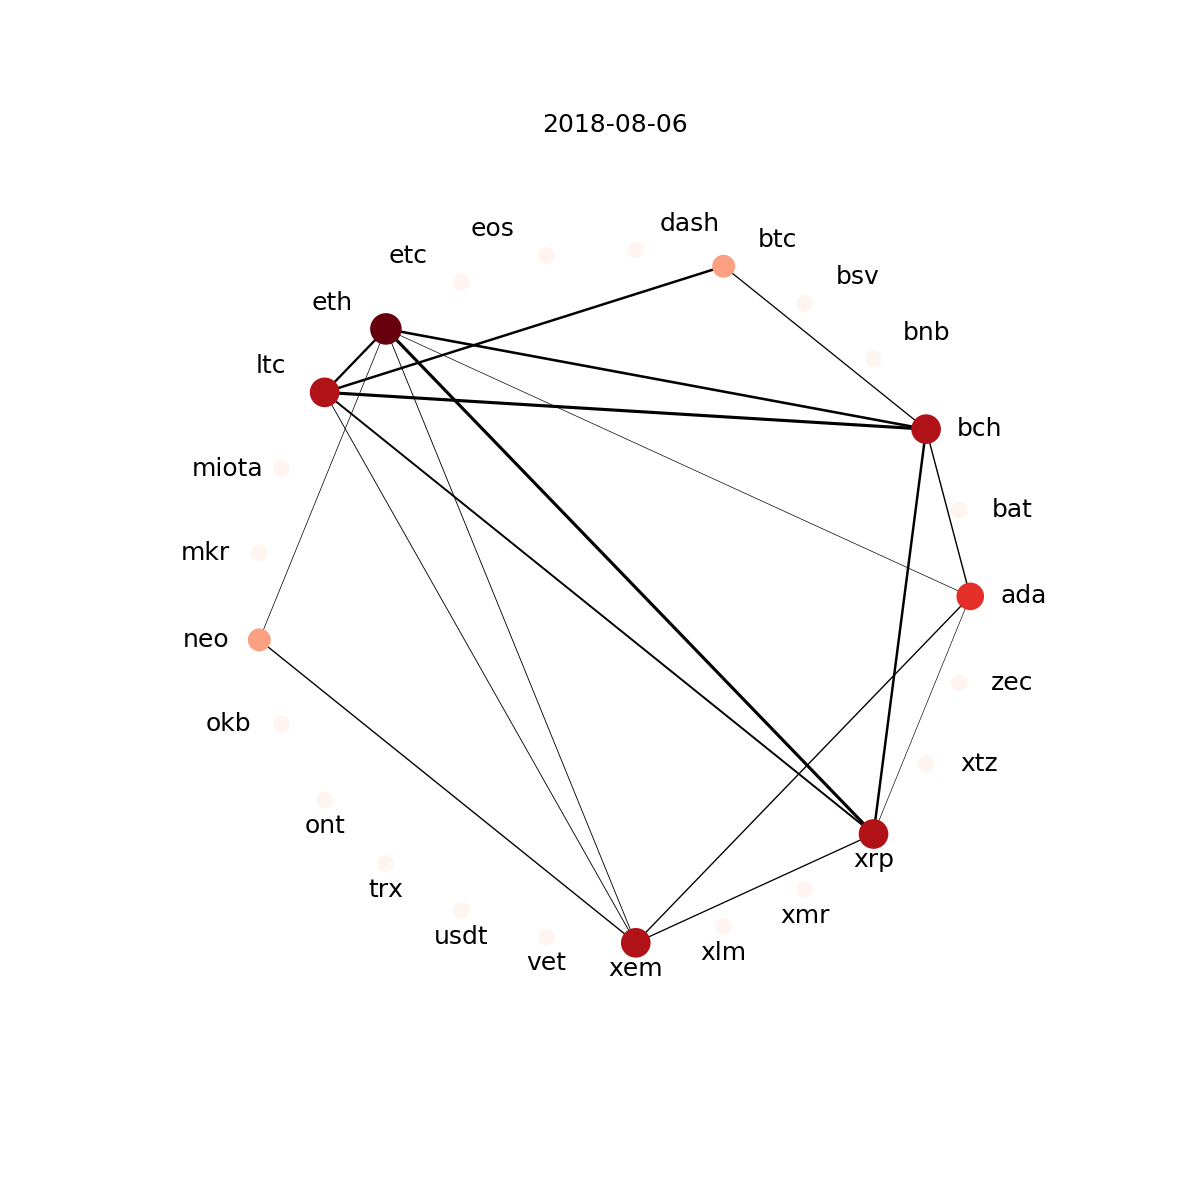 2018-08-06
dash
eos
btc
etc
bsv
eth
bnb
ltc
bch
miota
bat
mkr
ada
neo
zec
okb
xtz
ont
xrp
trx
xmr
usdt
xlm
vet
xem